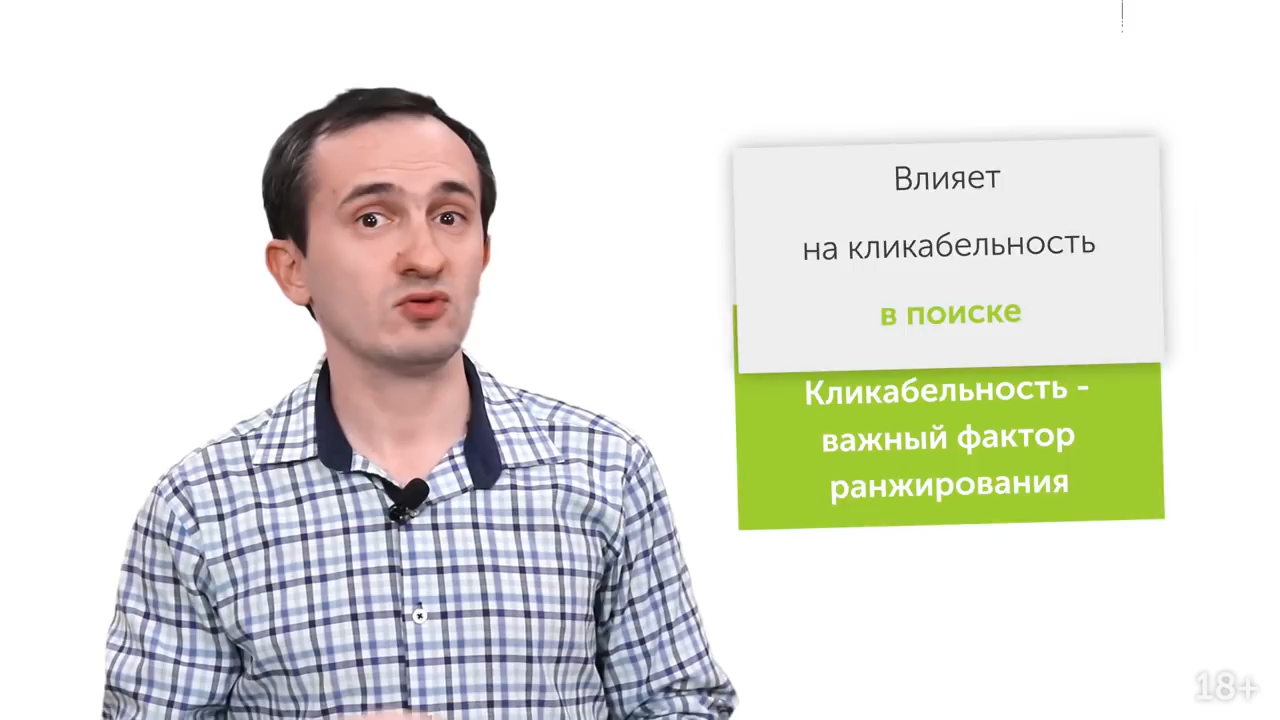 Влияет
на кликабельность
в поиске
Кликабельность -
важный фактор
ранжирования
18+